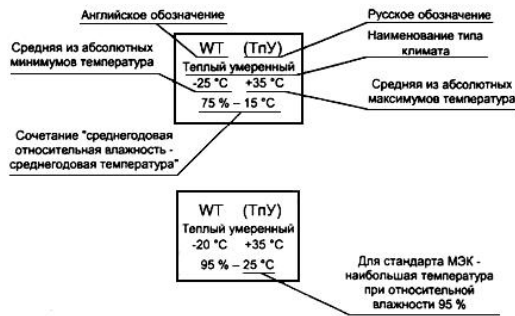 Английское обозначение
Русское обозначение
Средняя из абсолютных
минимумов температура
WT (ТпУ)
Теплый умеренный
-25 °C +35 °C
75 % – 15 °C
Наименование типа
климата
Средняя из абсолютных
максимумов температура
Сочетание "среднегодовая
относительная влажность -
среднегодовая температура"
WT (ТпУ)
Теплый умеренный
-20 °C +35 °C
95 % – 25 °C
Для стандарта МЭК -
наибольшая температура
при относительной
влажности 95 %